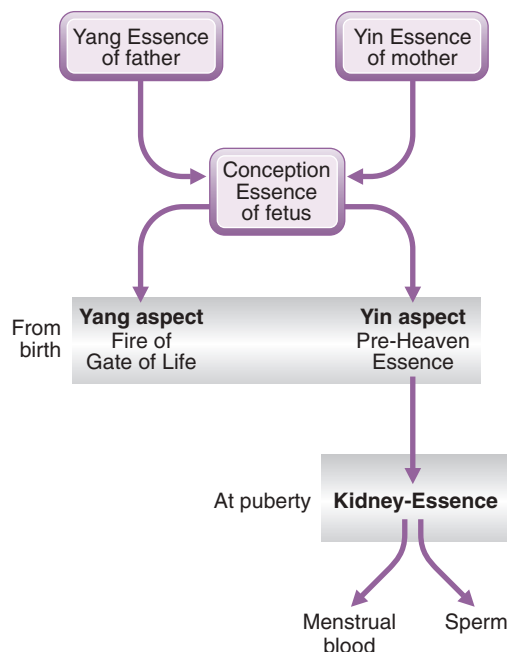 Yang Essence
of father
Yin Essence
of mother
Conception
Essence
of fetus
From
birth
Yang aspect
Fire of
Gate of Life
Yin aspect
Pre-Heaven
Essence
At puberty
Kidney-Essence
Menstrual
blood
Sperm